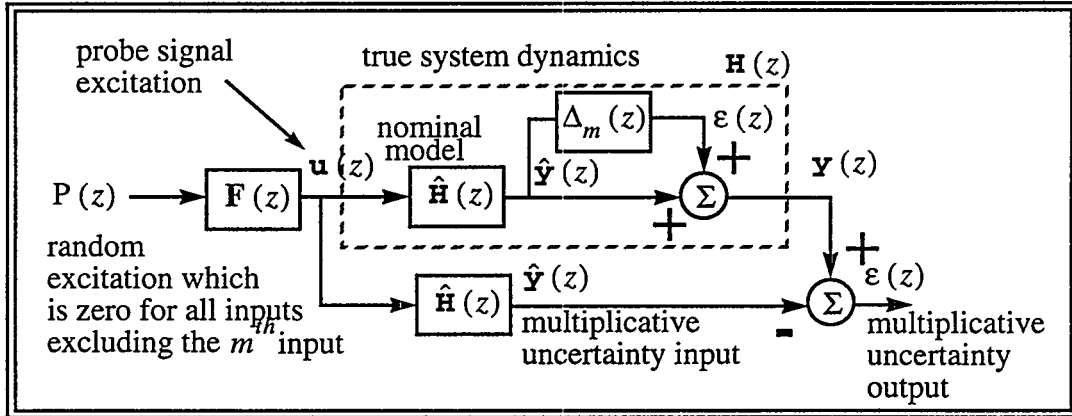 probe signal
excitation
true system dynamics
H(z)
Δm(z)
ε(z)
nominal
model
u(z)
ŷ(z)
+
y(z)
P(z)
F(z)
Ĥ(z)
Σ
+
random
excitation which
is zero for all inputs
excluding the mth input
Ĥ(z)
ŷ(z)
multiplicative
uncertainty input
+
Σ
-
ε(z)
multiplicative
uncertainty
output